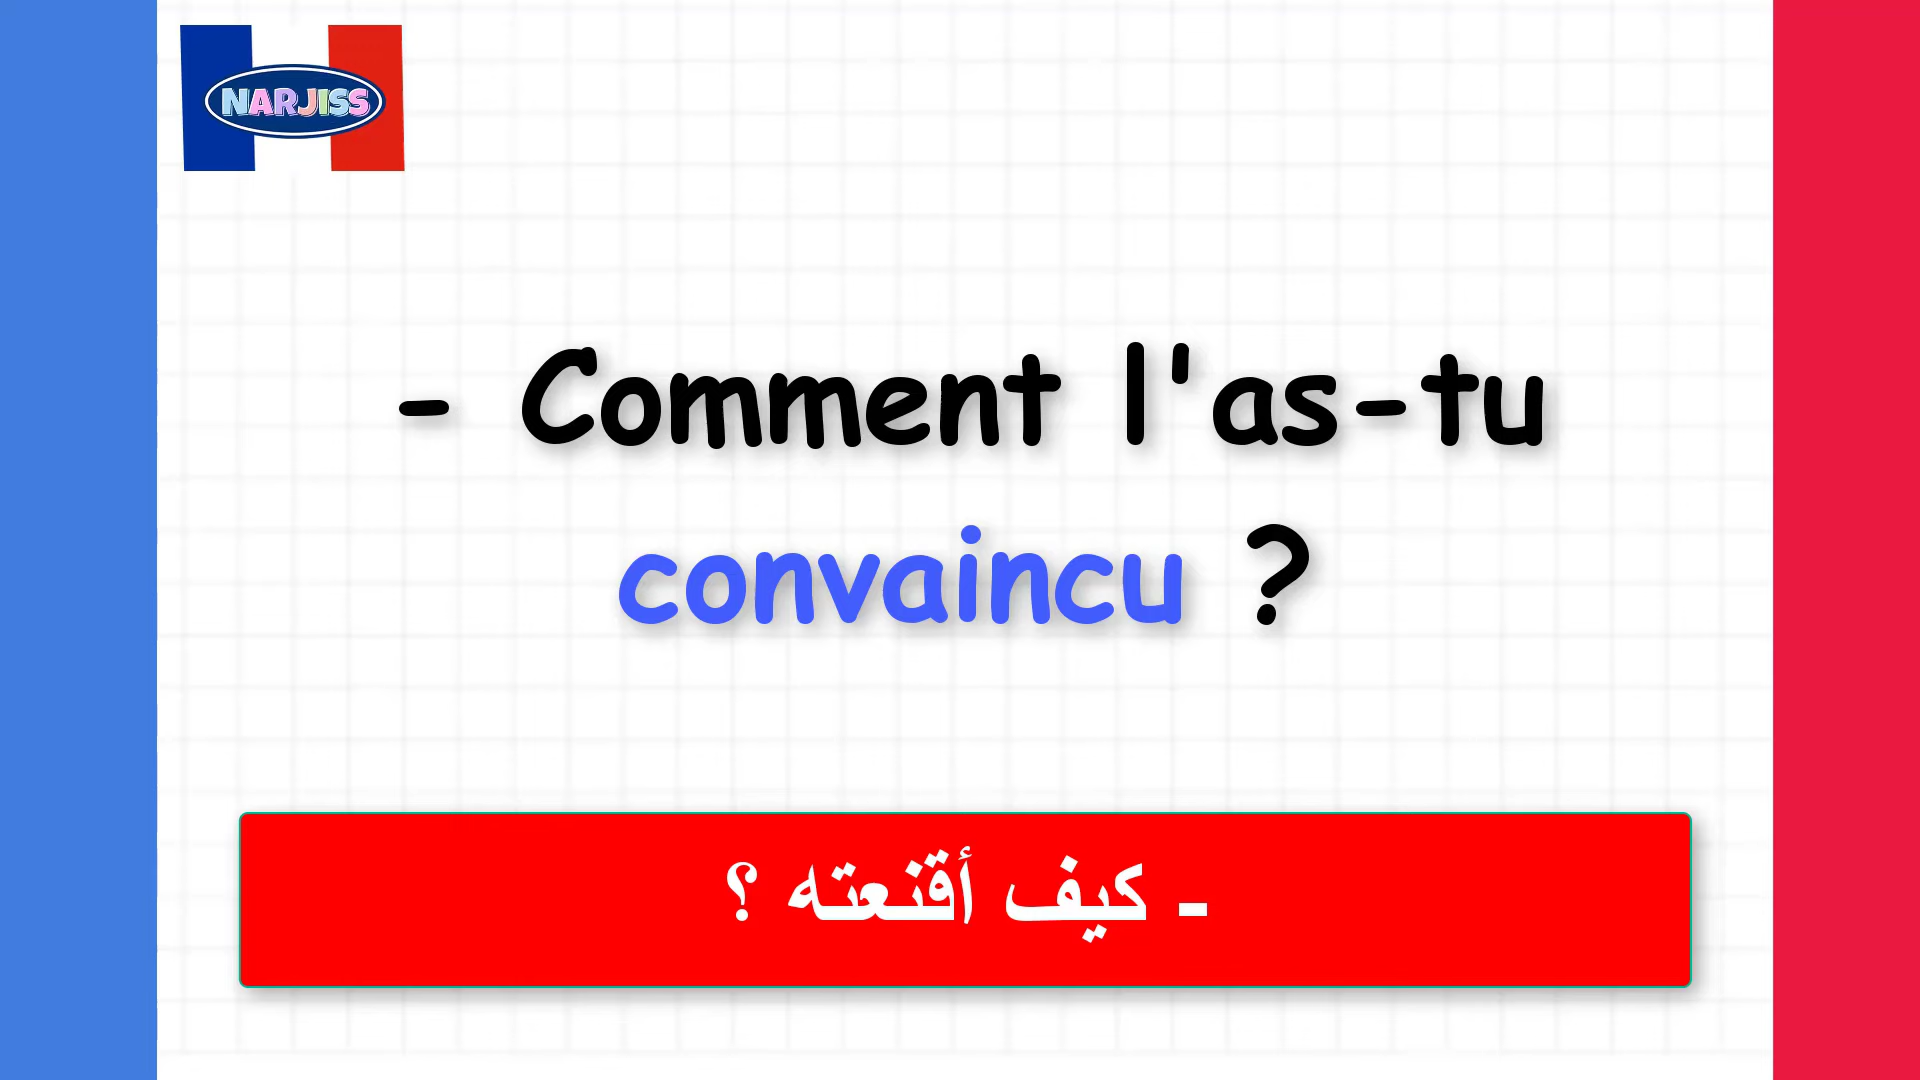 NARJISS
- Comment l'as-tu
convaincu ?
- كيف أقنعته ؟